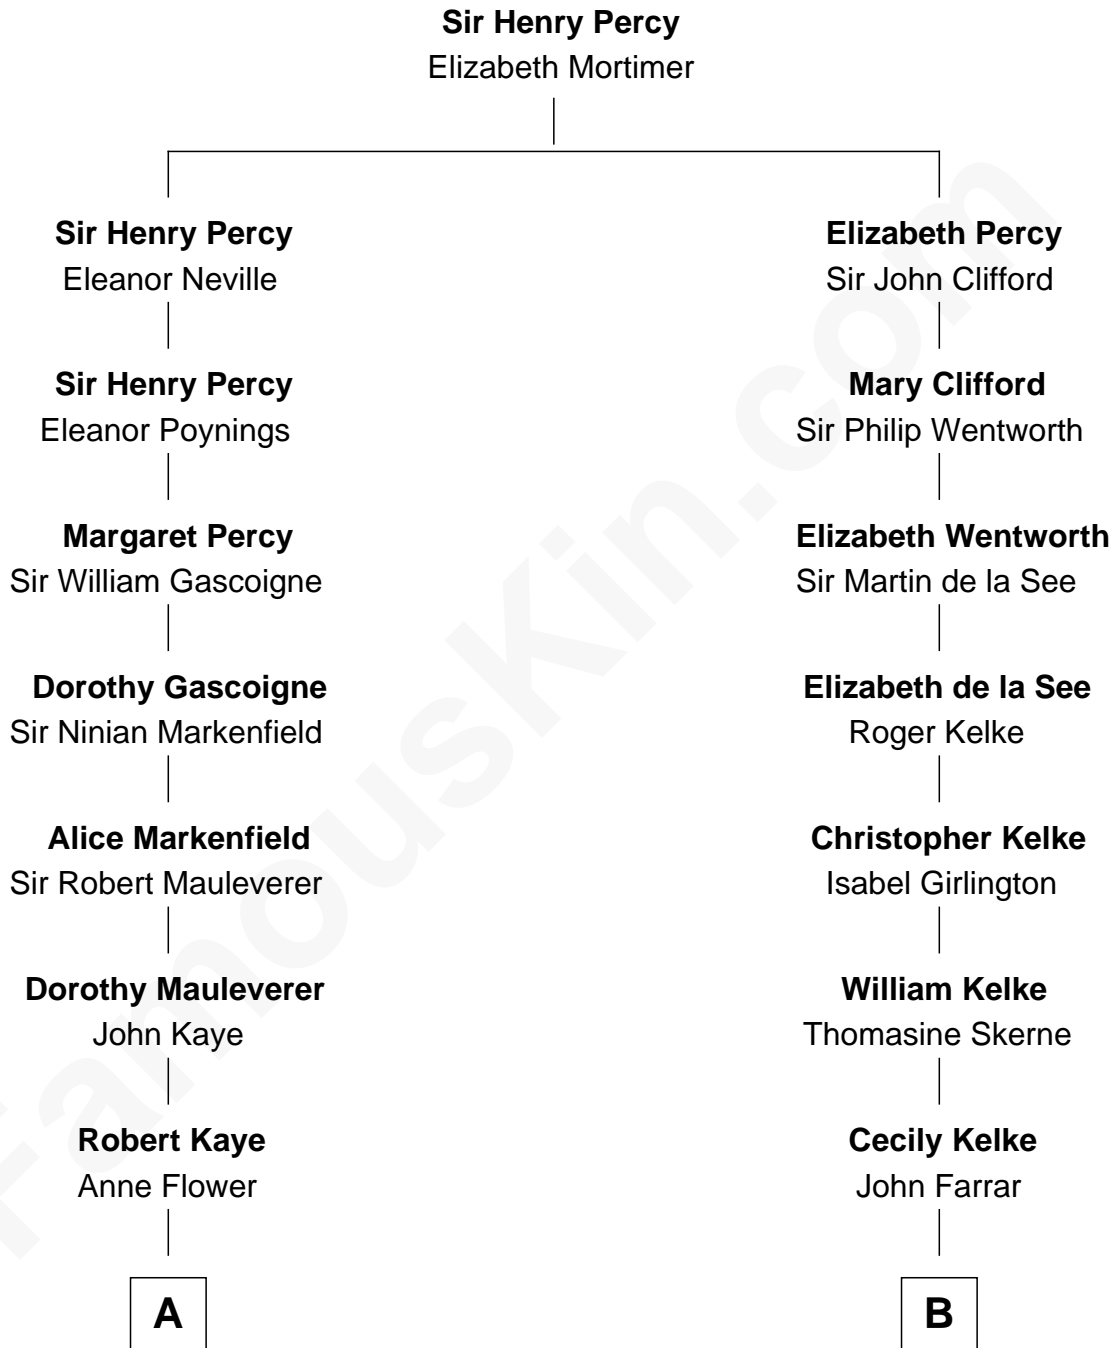 Sir Henry Percy
Elizabeth Mortimer
Sir Henry Percy
Eleanor Neville
Sir Henry Percy
Eleanor Poynings
Margaret Percy
Sir William Gascoigne
Dorothy Gascoigne
Sir Ninian Markenfield
Alice Markenfield
Sir Robert Mauleverer
Dorothy Mauleverer
John Kaye
Robert Kaye
Anne Flower
A
Elizabeth Percy
Sir John Clifford
Mary Clifford
Sir Philip Wentworth
Elizabeth Wentworth
Sir Martin de la See
Elizabeth de la See
Roger Kelke
Christopher Kelke
Isabel Girlington
William Kelke
Thomasine Skerne
Cecily Kelke
John Farrar
B
FamousKin.com